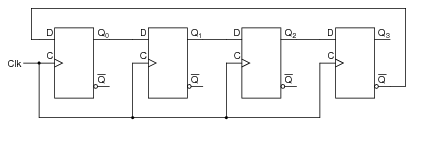 D Q0 D Q1 D Q2 D Q3
Clk C C C C
Q̅ Q̅ Q̅ Q̅